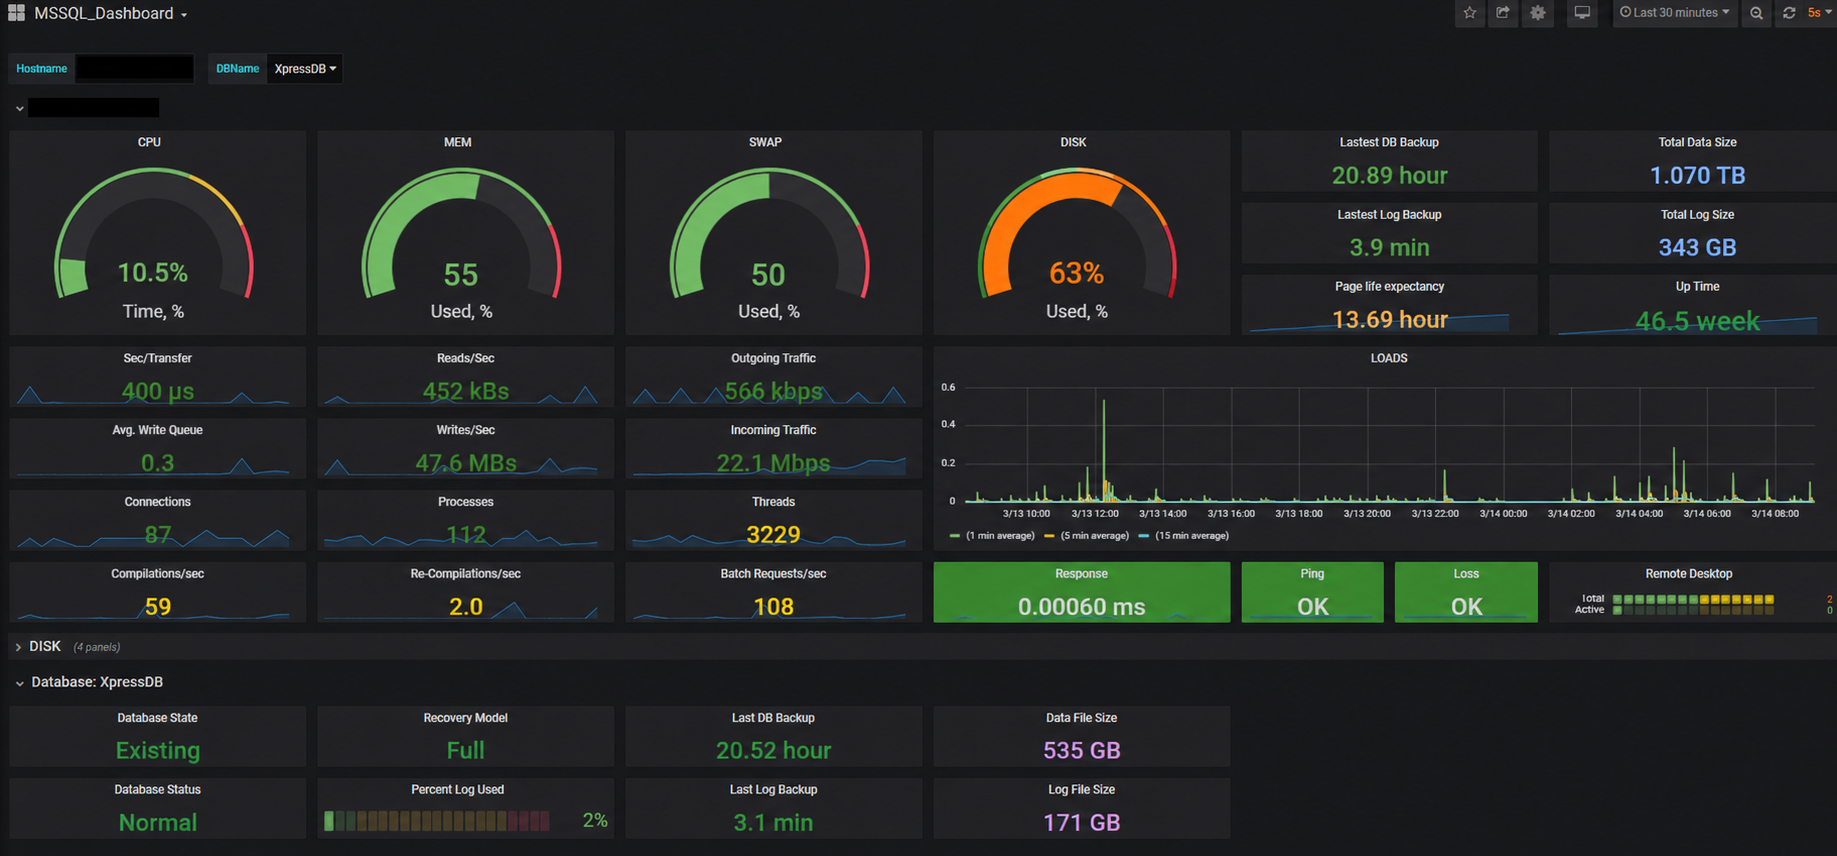 MSSQL_Dashboard
Last 30 minutes
5s
Hostname
DBName XpressDB
CPU
10.5%
Time, %
MEM
55
Used, %
SWAP
50
Used, %
DISK
63%
Used, %
Lastest DB Backup
20.89 hour
Total Data Size
1.070 TB
Lastest Log Backup
3.9 min
Total Log Size
343 GB
Page life expectancy
13.69 hour
Up Time
46.5 week
Sec/Transfer
400 µs
Reads/Sec
452 kBs
Outgoing Traffic
566 kbps
Avg. Write Queue
0.3
Writes/Sec
47.6 MBs
Incoming Traffic
22.1 Mbps
Connections
87
Processes
112
Threads
3229
LOADS
0.6
0.4
0.2
0
3/13 10:00 3/13 12:00 3/13 14:00 3/13 16:00 3/13 18:00 3/13 20:00 3/13 22:00 3/14 00:00 3/14 02:00 3/14 04:00 3/14 06:00 3/14 08:00
(1 min average) (5 min average) (15 min average)
Compilations/sec
59
Re-Compilations/sec
2.0
Batch Requests/sec
108
Response
0.00060 ms
Ping
OK
Loss
OK
Remote Desktop
Total 2
Active 0
DISK (4 panels)
Database: XpressDB
Database State
Existing
Recovery Model
Full
Last DB Backup
20.52 hour
Data File Size
535 GB
Database Status
Normal
Percent Log Used
2%
Last Log Backup
3.1 min
Log File Size
171 GB